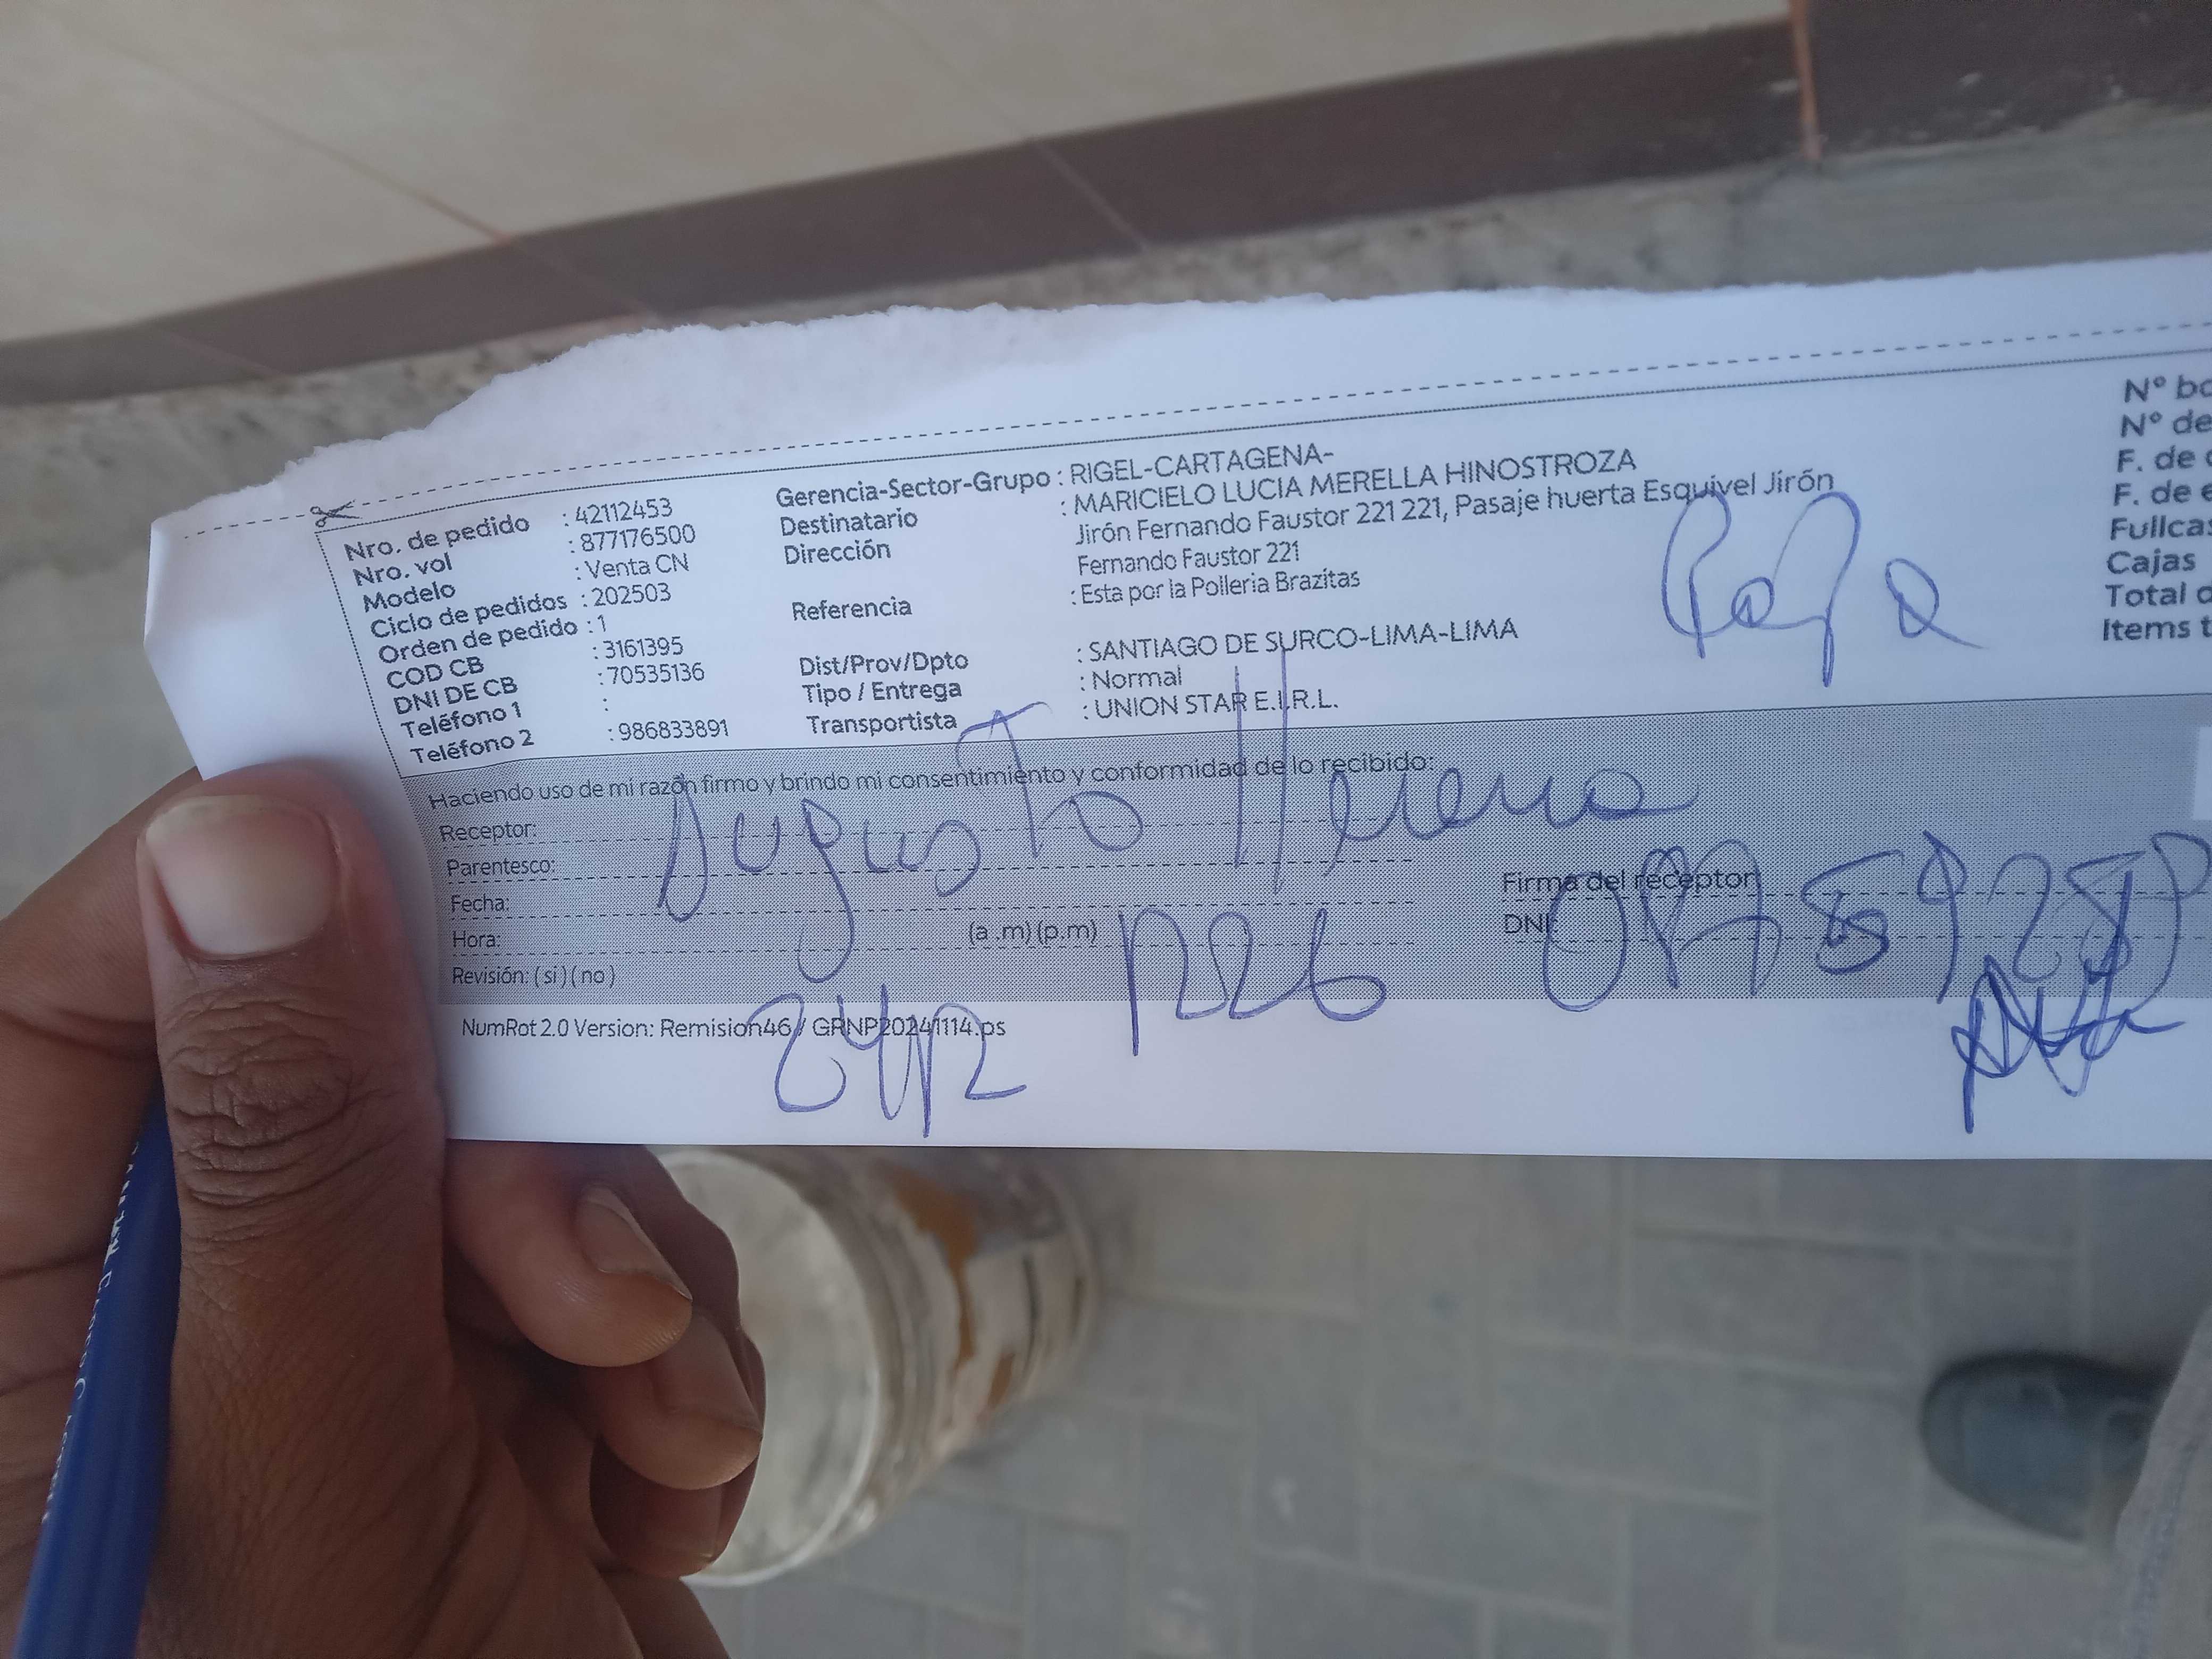 Nro. de pedido : 42112453
Nro. vol : 877176500
Modelo : Venta CN
Ciclo de pedidos : 202503
Orden de pedido : 1
COD CB : 3161395
DNI DE CB : 70535136
Teléfono 1 :
Teléfono 2 : 986833891
Gerencia-Sector-Grupo : RIGEL-CARTAGENA-
Destinatario : MARICIELO LUCIA MERELLA HINOSTROZA
Dirección Jirón Fernando Faustor 221 221, Pasaje huerta Esquivel Jirón
Fernando Faustor 221
Referencia : Esta por la Polleria Brazitas
Dist/Prov/Dpto : SANTIAGO DE SURCO-LIMA-LIMA
Tipo / Entrega : Normal
Transportista : UNION STAR E.I.R.L.
Nº
Nº de
F. de
F. de
Cajas
Total
Items
Papa
Haciendo uso de mi razón firmo y brindo mi consentimiento y conformidad de lo recibido:
Receptor: Augusto
Parentesco:
Fecha:
Hora: (a .m) (p.m) 1226
Revisión: ( si ) ( no )
Firma del receptor
DNI:
NumRot 2.0 Version: Remision46 / GRNP20241114.ps